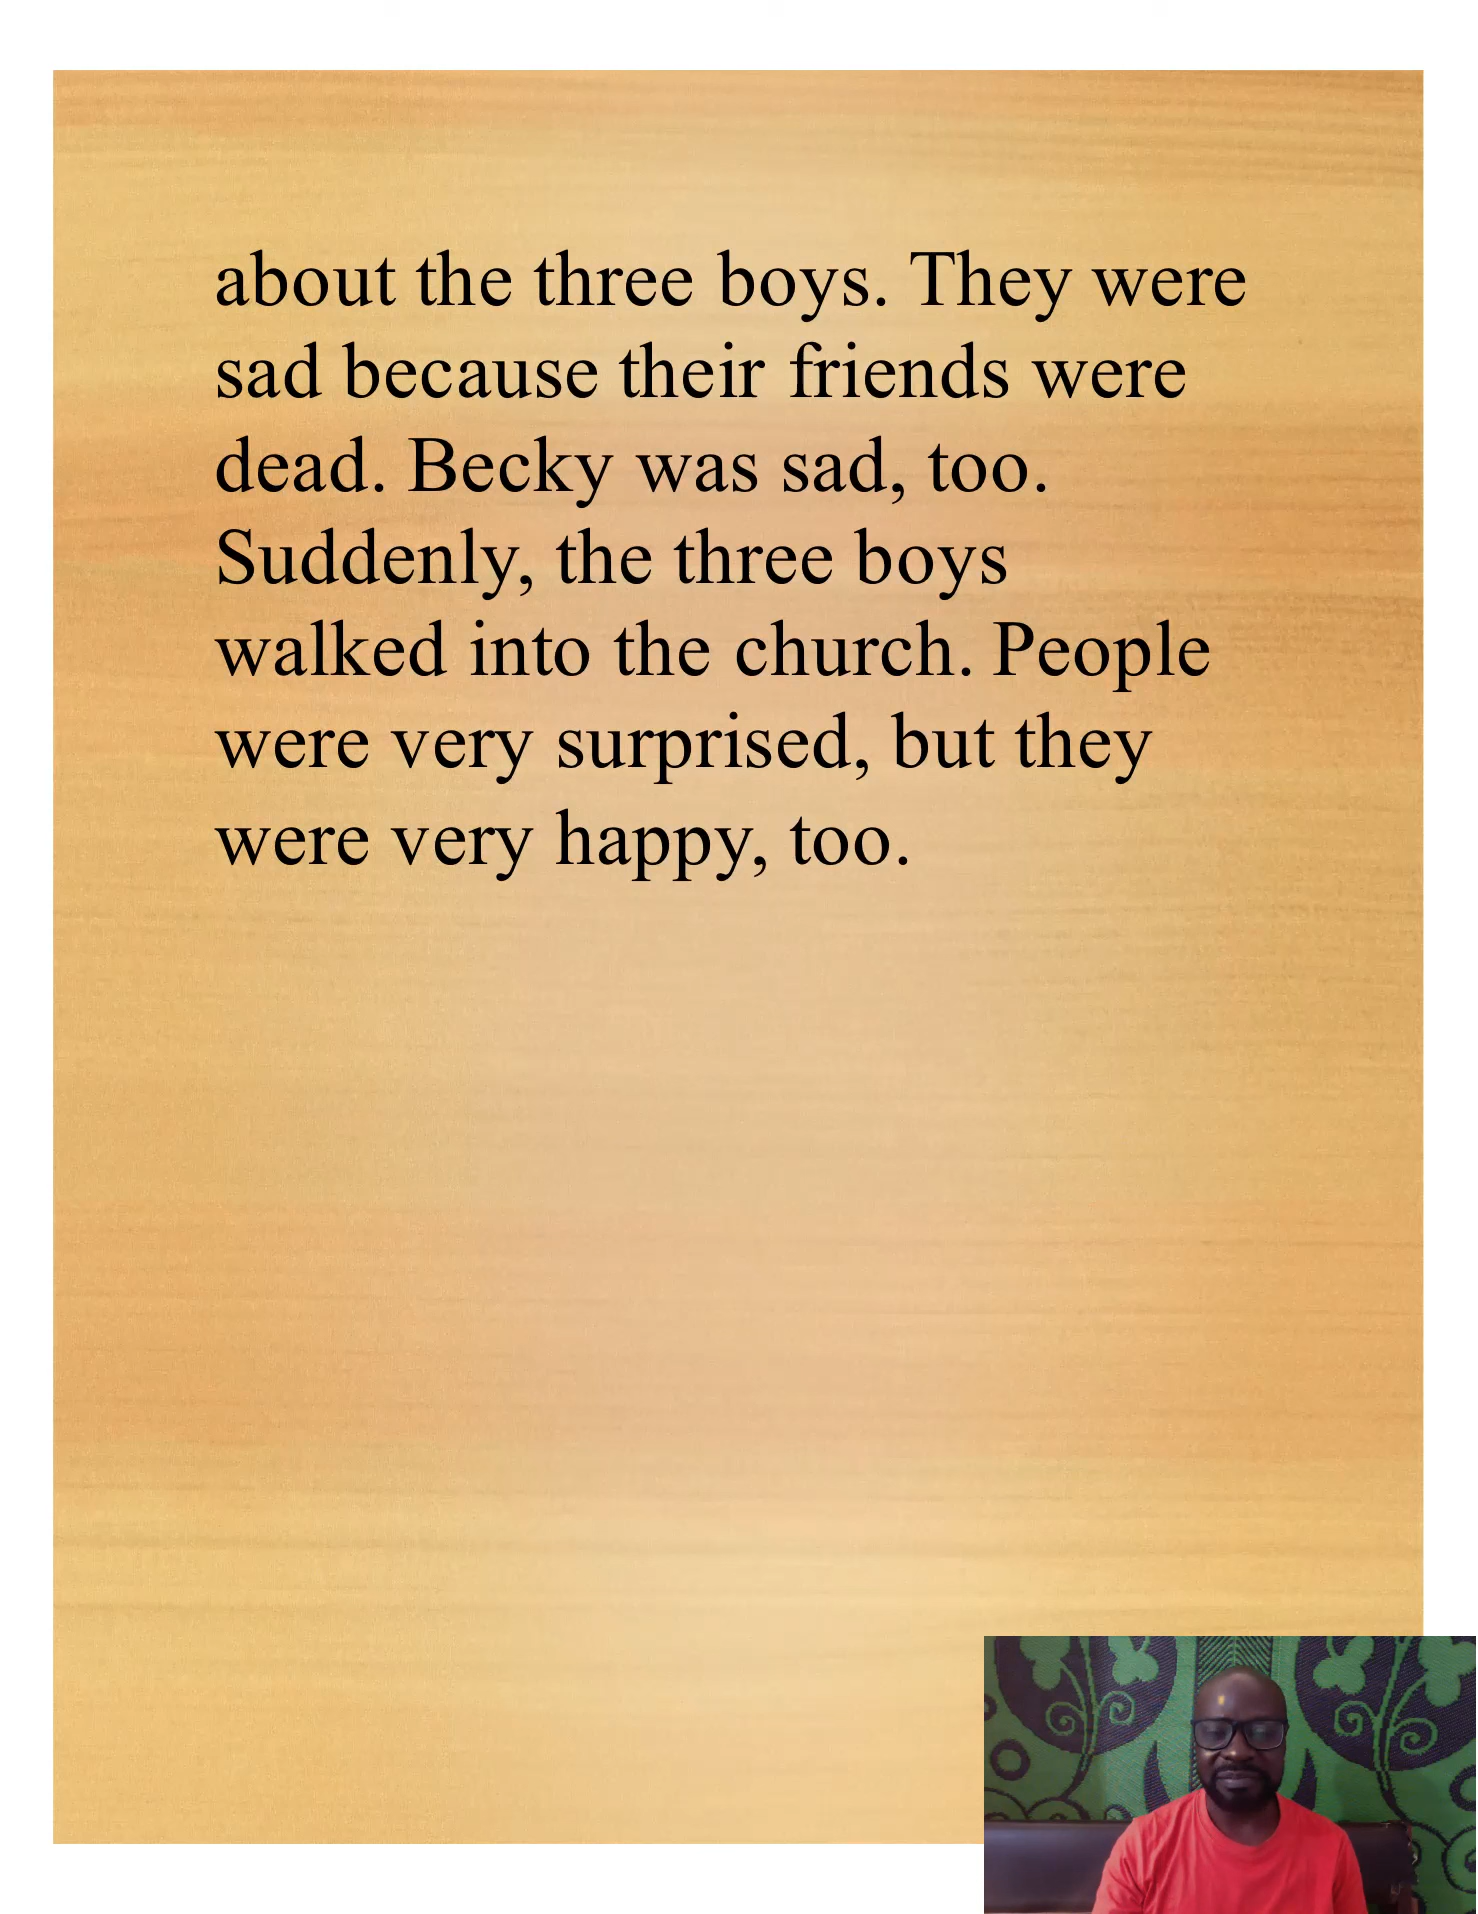 about the three boys. They were
sad because their friends were
dead. Becky was sad, too.
Suddenly, the three boys
walked into the church. People
were very surprised, but they
were very happy, too.